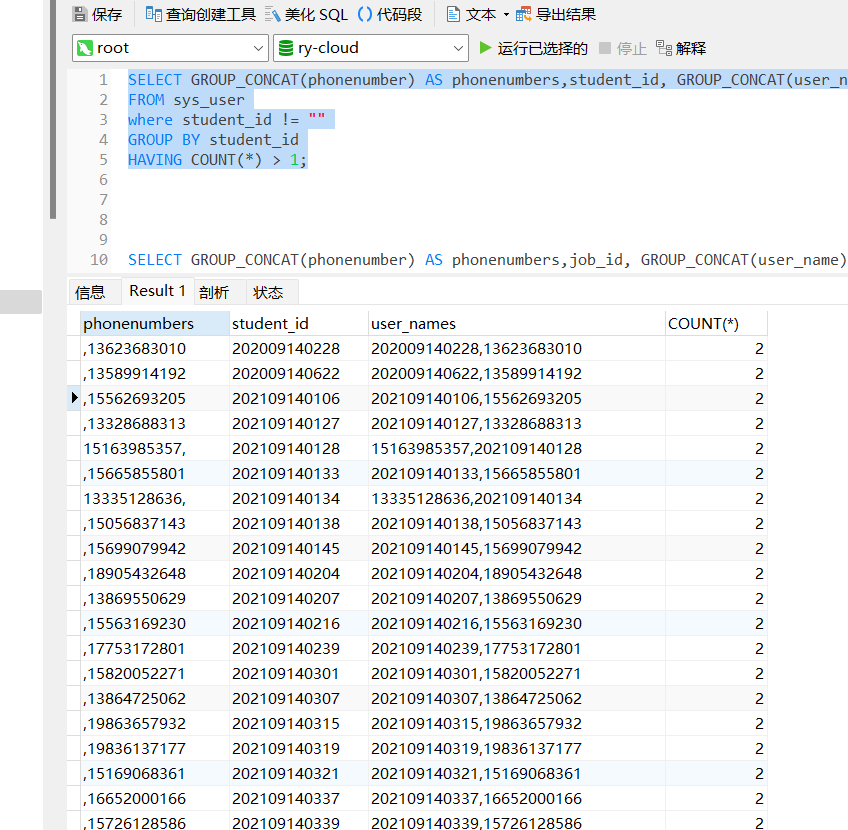 保存 查询创建工具 美化 SQL () 代码段 文本 导出结果
root ry-cloud 运行已选择的 停止 解释
1 SELECT GROUP_CONCAT(phonenumber) AS phonenumbers,student_id, GROUP_CONCAT(user_n
2 FROM sys_user
3 where student_id != ""
4 GROUP BY student_id
5 HAVING COUNT(*) > 1;
6
7
8
9
10 SELECT GROUP_CONCAT(phonenumber) AS phonenumbers,job_id, GROUP_CONCAT(user_name)
信息 Result 1 剖析 状态
phonenumbers student_id user_names COUNT(*)
,13623683010 202009140228 202009140228,13623683010 2
,13589914192 202009140622 202009140622,13589914192 2
,15562693205 202109140106 202109140106,15562693205 2
,13328688313 202109140127 202109140127,13328688313 2
15163985357, 202109140128 15163985357,202109140128 2
,15665855801 202109140133 202109140133,15665855801 2
13335128636, 202109140134 13335128636,202109140134 2
,15056837143 202109140138 202109140138,15056837143 2
,15699079942 202109140145 202109140145,15699079942 2
,18905432648 202109140204 202109140204,18905432648 2
,13869550629 202109140207 202109140207,13869550629 2
,15563169230 202109140216 202109140216,15563169230 2
,17753172801 202109140239 202109140239,17753172801 2
,15820052271 202109140301 202109140301,15820052271 2
,13864725062 202109140307 202109140307,13864725062 2
,19863657932 202109140315 202109140315,19863657932 2
,19836137177 202109140319 202109140319,19836137177 2
,15169068361 202109140321 202109140321,15169068361 2
,16652000166 202109140337 202109140337,16652000166 2
,15726128586 202109140339 202109140339,15726128586 2